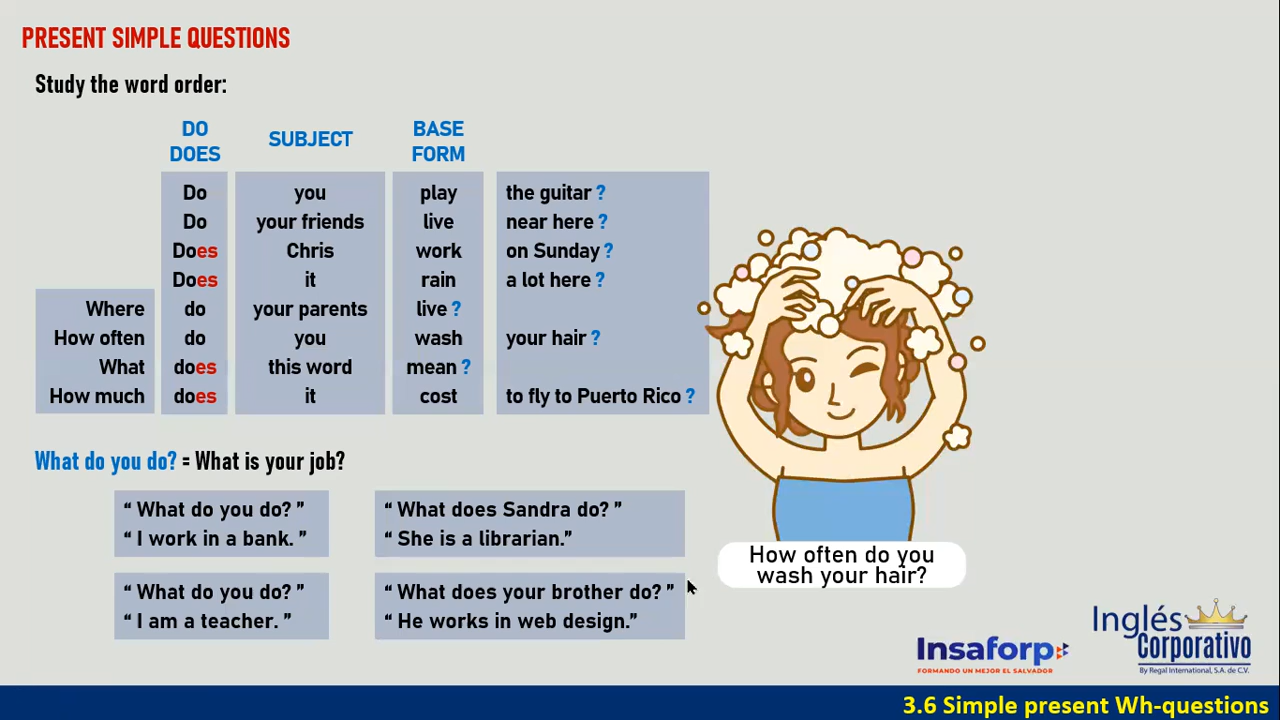 PRESENT SIMPLE QUESTIONS
Study the word order:
DO
DOES
SUBJECT
BASE
FORM
Do you play the guitar ?
Do your friends live near here ?
Does Chris work on Sunday ?
Does it rain a lot here ?
Where do your parents live ?
How often do you wash your hair ?
What does this word mean ?
How much does it cost to fly to Puerto Rico ?
What do you do? = What is your job?
“ What do you do? ”
“ I work in a bank. ”
“ What does Sandra do? ”
“ She is a librarian.”
“ What do you do? ”
“ I am a teacher. ”
“ What does your brother do? ”
“ He works in web design.”
How often do you
wash your hair?
Insaforp
FORMANDO UN MEJOR EL SALVADOR
Inglés
Corporativo
By Regal International, S.A. de C.V.
3.6 Simple present Wh-questions